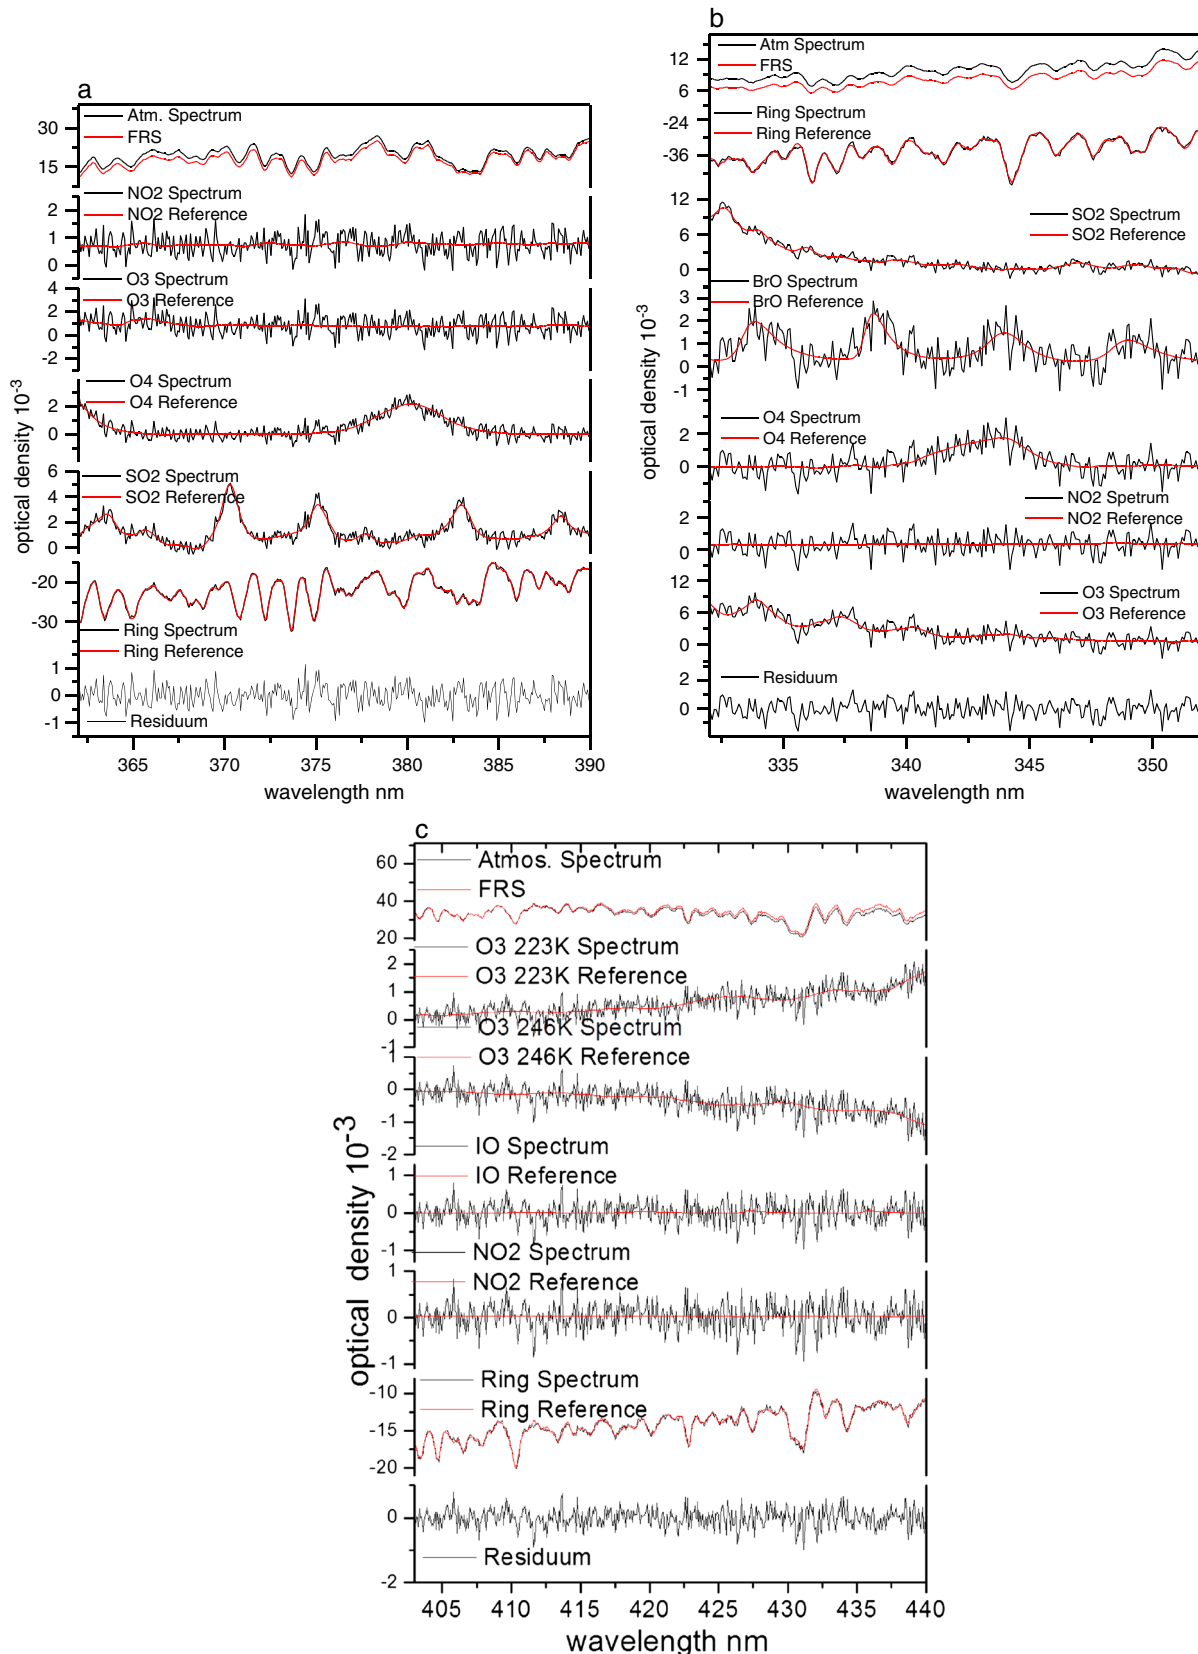 a
Atm. Spectrum
FRS
30
15
NO2 Spectrum
NO2 Reference
2
1
0
O3 Spectrum
O3 Reference
4
2
0
-2
O4 Spectrum
O4 Reference
2
0
SO2 Spectrum
SO2 Reference
6
4
2
0
-20
-30
Ring Spectrum
Ring Reference
1
0
-1
Residuum
optical density 10-3
365 370 375 380 385 390
wavelength nm
b
Atm Spectrum
FRS
12
6
Ring Spectrum
Ring Reference
-24
-36
SO2 Spectrum
SO2 Reference
12
6
0
BrO Spectrum
BrO Reference
3
2
1
0
-1
O4 Spectrum
O4 Reference
2
0
NO2 Spetrum
NO2 Reference
2
0
O3 Spectrum
O3 Reference
12
6
0
Residuum
2
0
optical density 10-3
335 340 345 350
wavelength nm
c
Atmos. Spectrum
FRS
60
40
20
O3 223K Spectrum
O3 223K Reference
2
1
0
-1
O3 246K Spectrum
O3 246K Reference
1
0
-1
-2
IO Spectrum
IO Reference
1
0
-1
NO2 Spectrum
NO2 Reference
1
0
-1
Ring Spectrum
Ring Reference
-10
-15
-20
0
-2
Residuum
optical density 10-3
405 410 415 420 425 430 435 440
wavelength nm